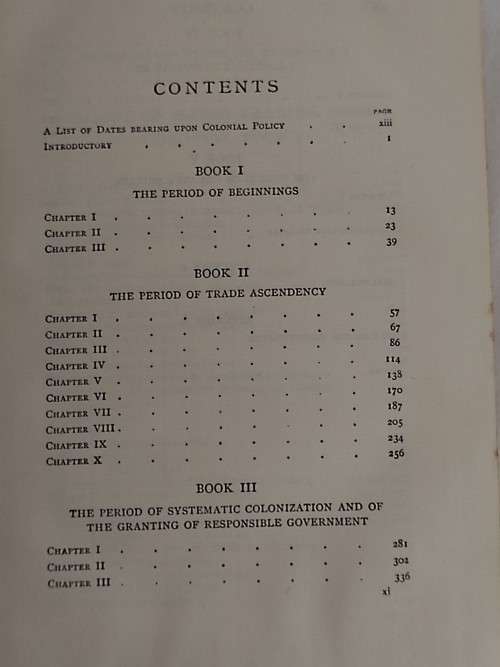 CONTENTS
PAGE
A LIST OF DATES BEARING UPON COLONIAL POLICY . . xiii
INTRODUCTORY . . . . . . . 1
BOOK I
THE PERIOD OF BEGINNINGS
CHAPTER I . . . . . . . . 13
CHAPTER II . . . . . . . . 23
CHAPTER III . . . . . . . . 39
BOOK II
THE PERIOD OF TRADE ASCENDENCY
CHAPTER I . . . . . . . . 57
CHAPTER II . . . . . . . . 67
CHAPTER III . . . . . . . . 86
CHAPTER IV . . . . . . . . 114
CHAPTER V . . . . . . . . 138
CHAPTER VI . . . . . . . . 170
CHAPTER VII . . . . . . . . 187
CHAPTER VIII . . . . . . . . 205
CHAPTER IX . . . . . . . . 234
CHAPTER X . . . . . . . . 256
BOOK III
THE PERIOD OF SYSTEMATIC COLONIZATION AND OF
THE GRANTING OF RESPONSIBLE GOVERNMENT
CHAPTER I . . . . . . . . 281
CHAPTER II . . . . . . . . 302
CHAPTER III . . . . . . . . 336
xi